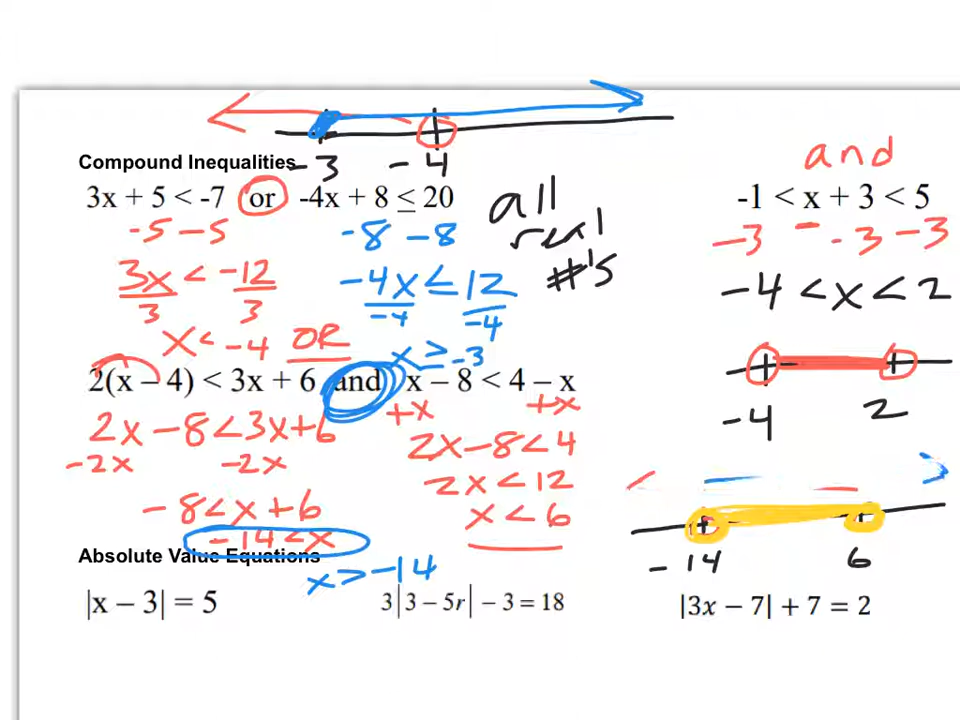 -3 -4
Compound Inequalities
3x + 5 < -7 or -4x + 8 ≤ 20
-5 -5
-8 -8
3x < -12
3 3
-4x ≤ 12
-4 -4
x < -4 OR
x ≥ -3
all
real
#'s
and
-1 < x + 3 < 5
-3 - -3 -3
-4 < x < 2
-4 2
2(x – 4) < 3x + 6 and x – 8 < 4 – x
2x - 8 < 3x + 6
-2x -2x
-8 < x + 6
-14 < x
x > -14
+x +x
2x - 8 < 4
2x < 12
x < 6
-14 6
Absolute Value Equations
|x – 3| = 5
3|3 – 5r| – 3 = 18
|3x − 7| + 7 = 2